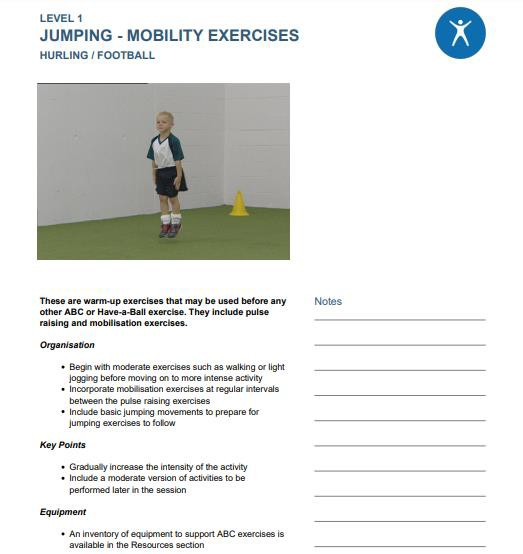 LEVEL 1
JUMPING - MOBILITY EXERCISES
HURLING / FOOTBALL
These are warm-up exercises that may be used before any
other ABC or Have-a-Ball exercise. They include pulse
raising and mobilisation exercises.
Organisation
• Begin with moderate exercises such as walking or light
jogging before moving on to more intense activity
• Incorporate mobilisation exercises at regular intervals
between the pulse raising exercises
• Include basic jumping movements to prepare for
jumping exercises to follow
Key Points
• Gradually increase the intensity of the activity
• Include a moderate version of activities to be
performed later in the session
Equipment
• An inventory of equipment to support ABC exercises is
available in the Resources section
Notes